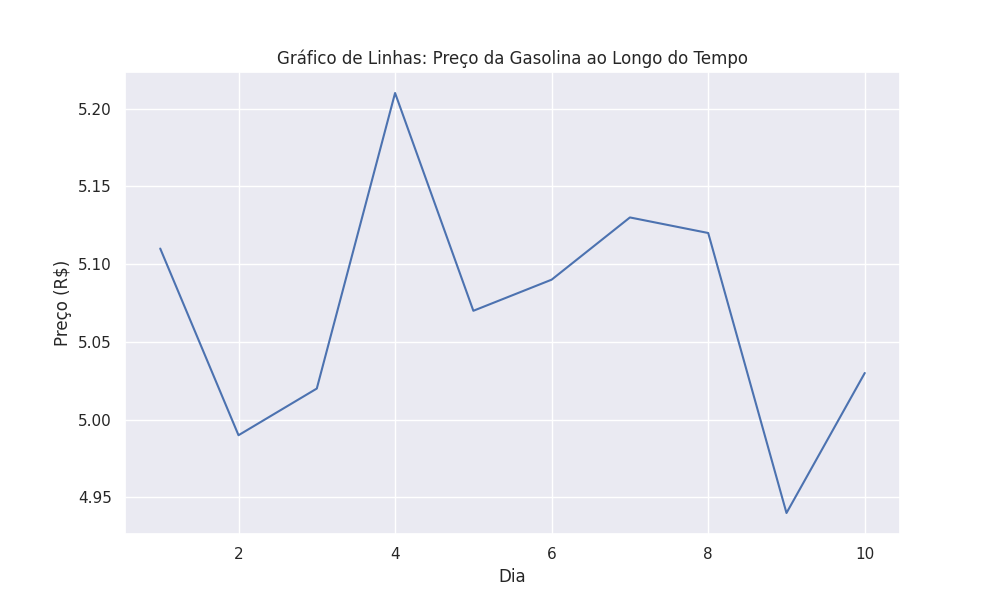 Gráfico de Linhas: Preço da Gasolina ao Longo do Tempo
Preço (R$)
5.20
5.15
5.10
5.05
5.00
4.95
2 4 6 8 10
Dia